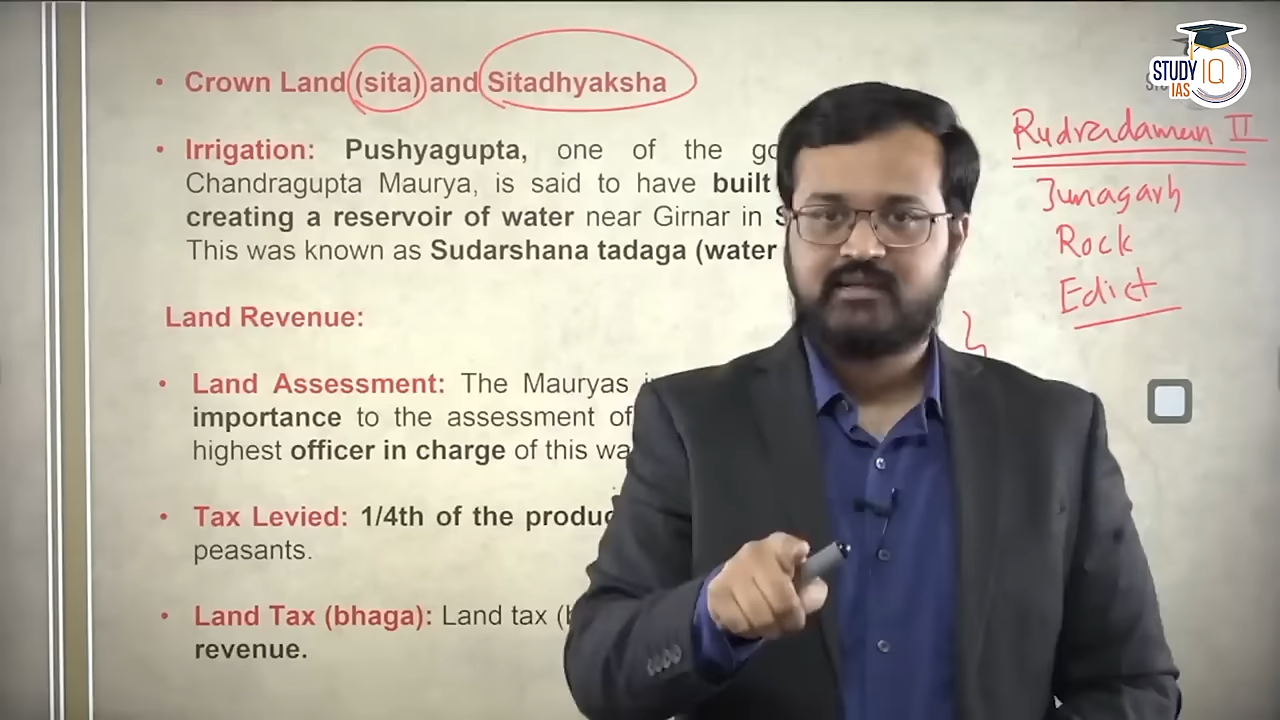 • Crown Land (sita) and Sitadhyaksha
• Irrigation: Pushyagupta, one of the
Chandragupta Maurya, is said to have built
creating a reservoir of water near Girnar in
This was known as Sudarshana tadaga (water
Land Revenue:
• Land Assessment: The Mauryas
importance to the assessment of
highest officer in charge of this
• Tax Levied: 1/4th of the
peasants.
• Land Tax (bhaga): Land tax
revenue.
STUDY IQ
IAS
Rudradaman II
Junagarh
Rock
Edict